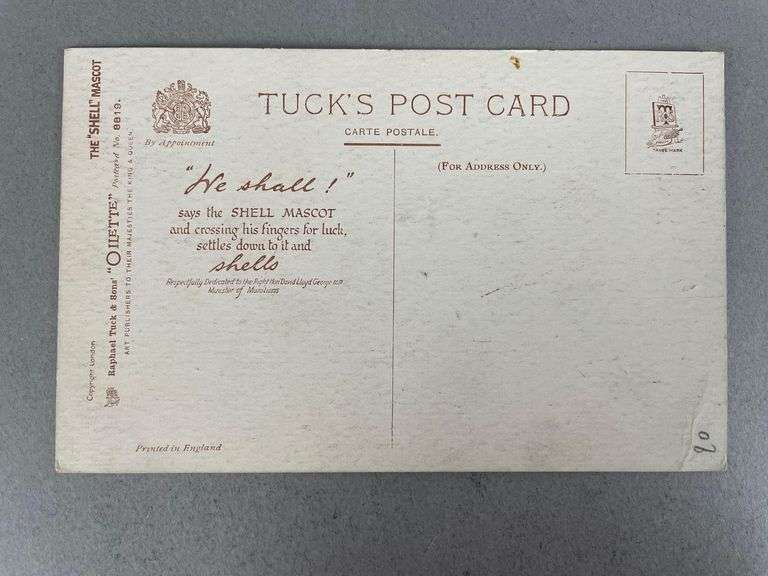 THE "SHELL" MASCOT
Raphael Tuck & Sons' "OILETTE" Postcard No. 8819.
ART PUBLISHERS TO THEIR MAJESTIES THE KING & QUEEN.
Copyright London
By Appointment
TUCK'S POST CARD
CARTE POSTALE.
(FOR ADDRESS ONLY.)
TRADE MARK
"We shall!"
says the SHELL MASCOT
and crossing his fingers for luck,
settles down to it and
shells
Respectfully Dedicated to the Right Hon David Lloyd George M.P
Minister of Munitions
Printed in England
20